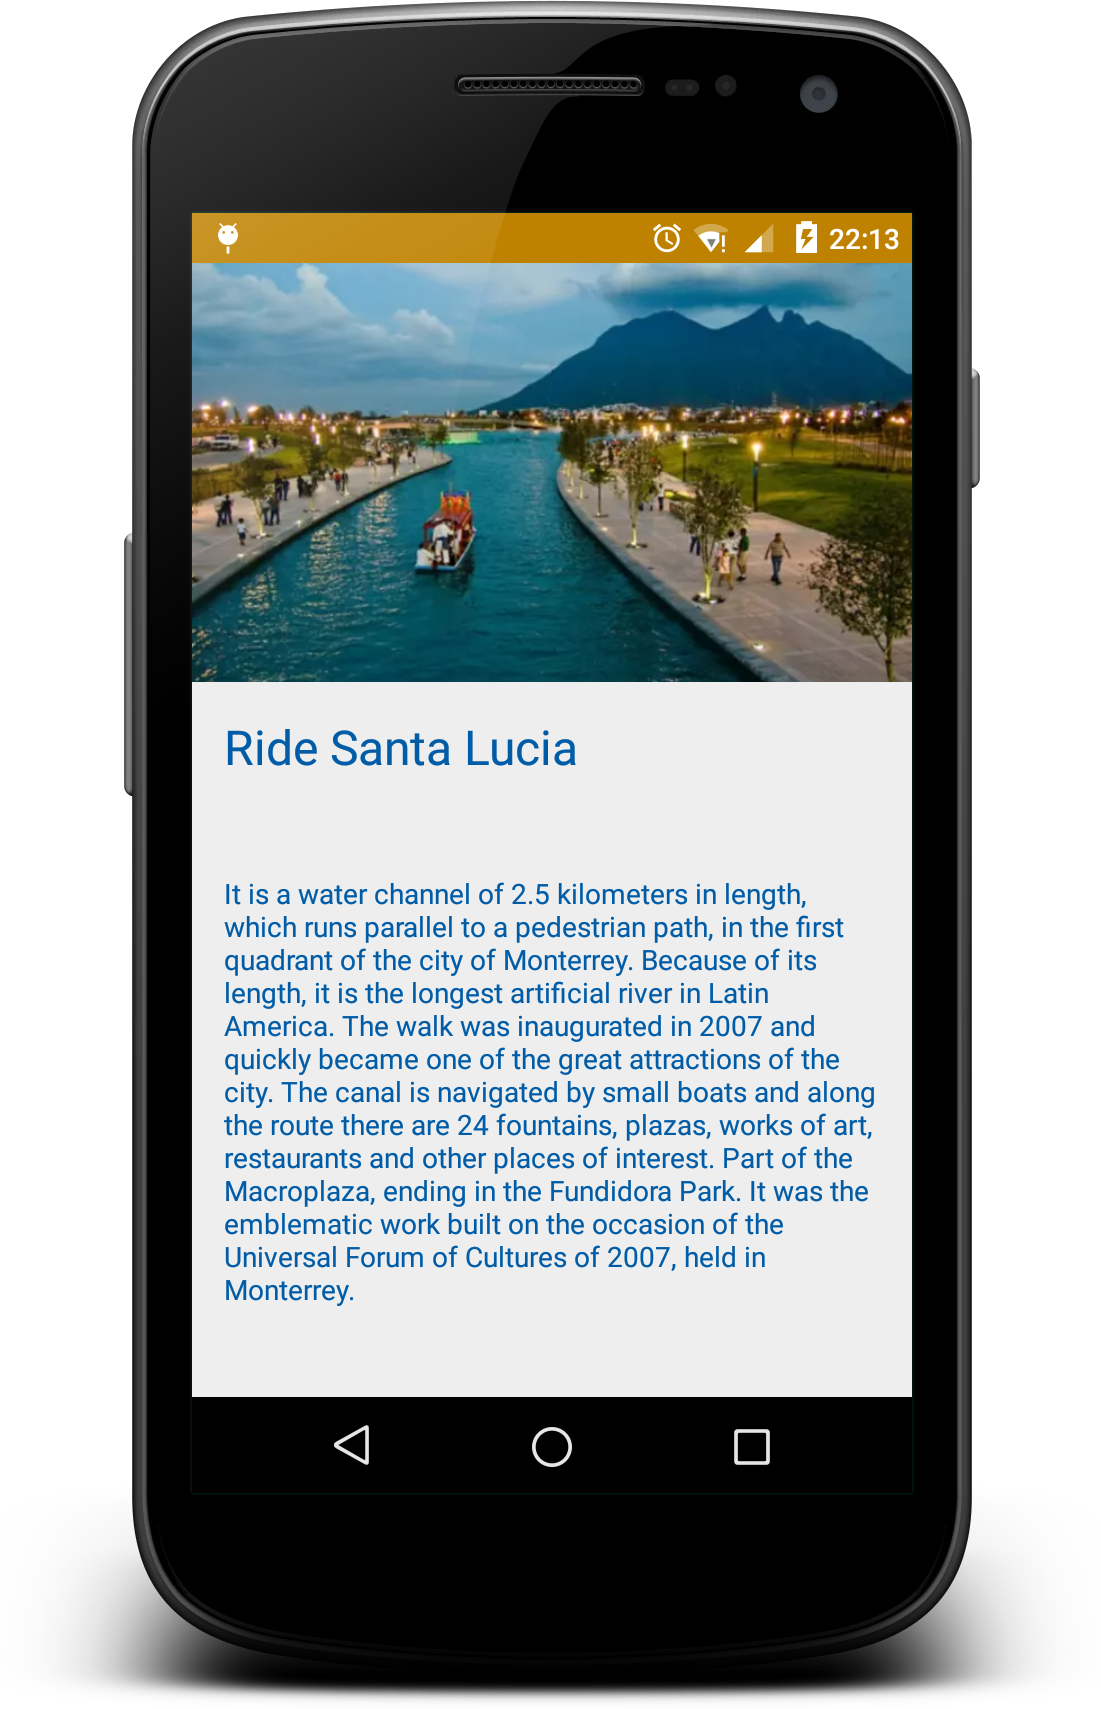 22:13
Ride Santa Lucia
It is a water channel of 2.5 kilometers in length,
which runs parallel to a pedestrian path, in the first
quadrant of the city of Monterrey. Because of its
length, it is the longest artificial river in Latin
America. The walk was inaugurated in 2007 and
quickly became one of the great attractions of the
city. The canal is navigated by small boats and along
the route there are 24 fountains, plazas, works of art,
restaurants and other places of interest. Part of the
Macroplaza, ending in the Fundidora Park. It was the
emblematic work built on the occasion of the
Universal Forum of Cultures of 2007, held in
Monterrey.